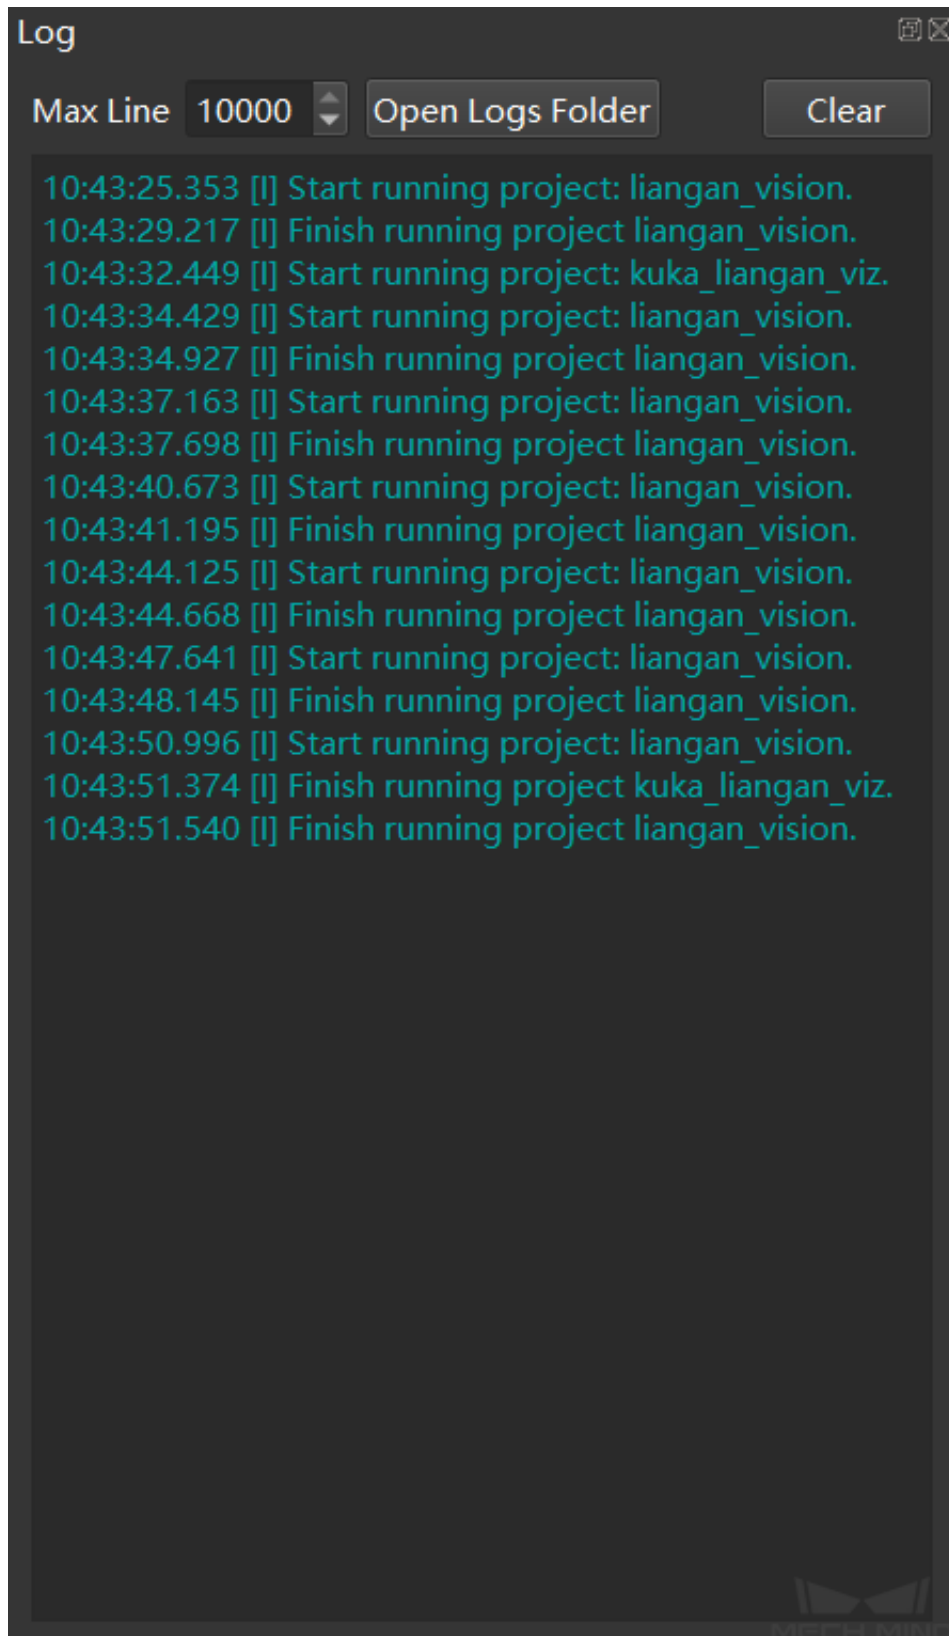 Log
Max Line 10000 Open Logs Folder Clear
10:43:25.353 [I] Start running project: liangan_vision.
10:43:29.217 [I] Finish running project liangan_vision.
10:43:32.449 [I] Start running project: kuka_liangan_viz.
10:43:34.429 [I] Start running project: liangan_vision.
10:43:34.927 [I] Finish running project liangan_vision.
10:43:37.163 [I] Start running project: liangan_vision.
10:43:37.698 [I] Finish running project liangan_vision.
10:43:40.673 [I] Start running project: liangan_vision.
10:43:41.195 [I] Finish running project liangan_vision.
10:43:44.125 [I] Start running project: liangan_vision.
10:43:44.668 [I] Finish running project liangan_vision.
10:43:47.641 [I] Start running project: liangan_vision.
10:43:48.145 [I] Finish running project liangan_vision.
10:43:50.996 [I] Start running project: liangan_vision.
10:43:51.374 [I] Finish running project kuka_liangan_viz.
10:43:51.540 [I] Finish running project liangan_vision.
MECH MIND